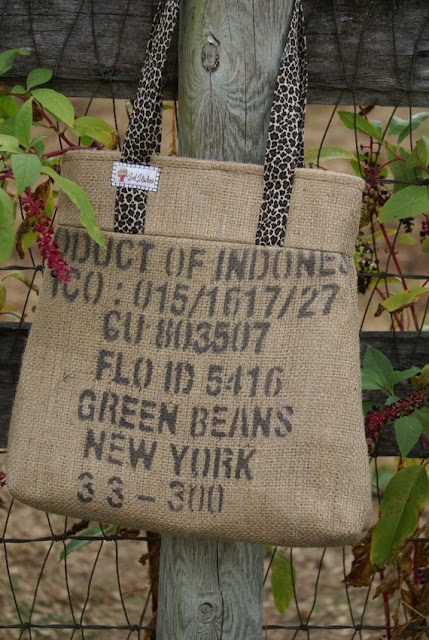 ODUCT OF INDONES
ICO : 015/1617/27
CU 803507
FLO ID 5416
GREEN BEANS
NEW YORK
33-300